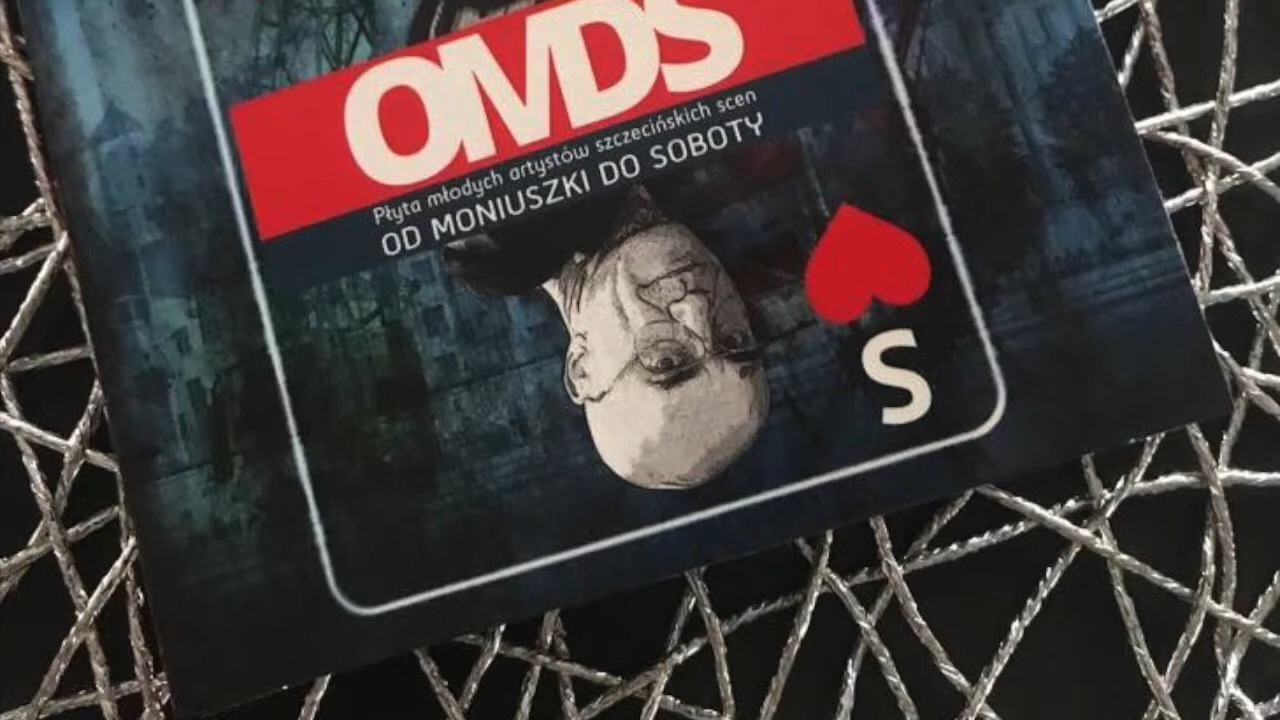 OMDS
Płyta młodych artystów szczecińskich scen
OD MONIUSZKI DO SOBOTY
S